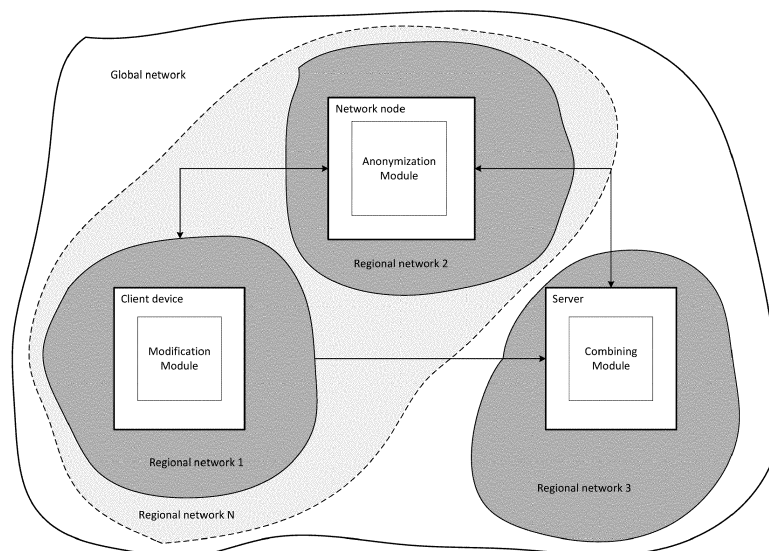 Global network
Network node
Anonymization
Module
Regional network 2
Client device
Modification
Module
Regional network 1
Regional network N
Server
Combining
Module
Regional network 3